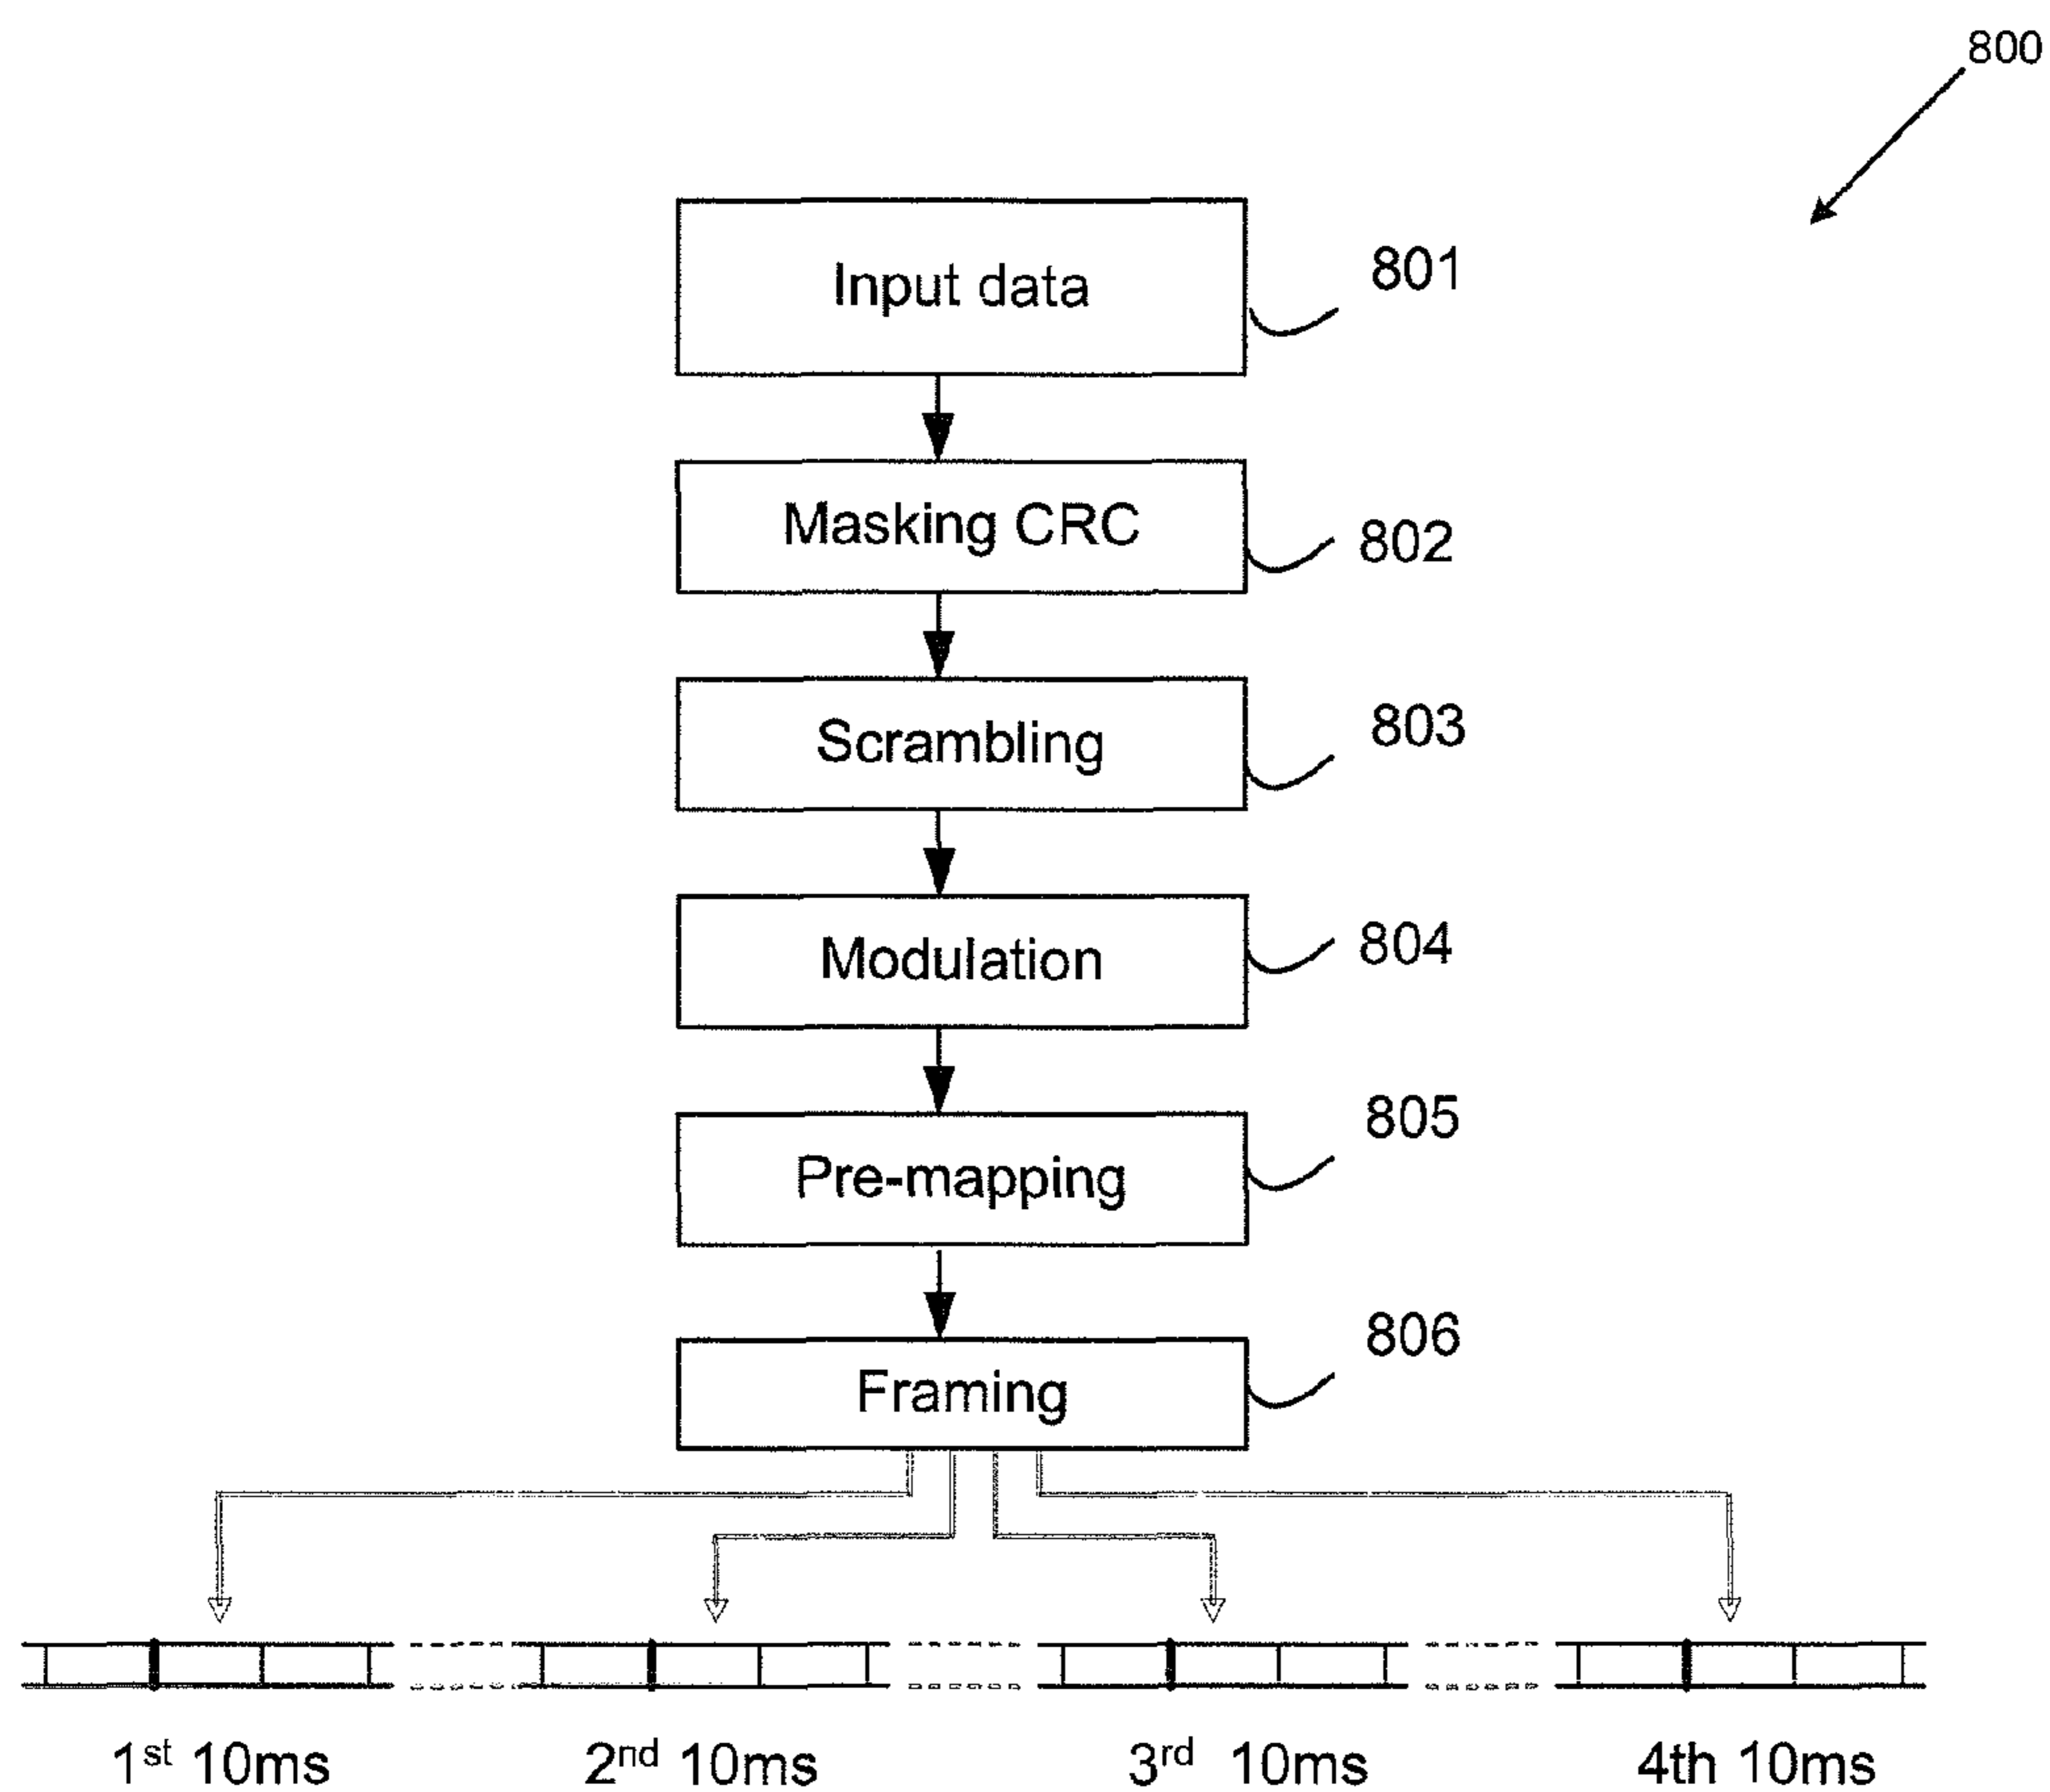 800
Input data
801
Masking CRC
802
Scrambling
803
Modulation
804
Pre-mapping
805
Framing
806
1st 10ms
2nd 10ms
3rd 10ms
4th 10ms